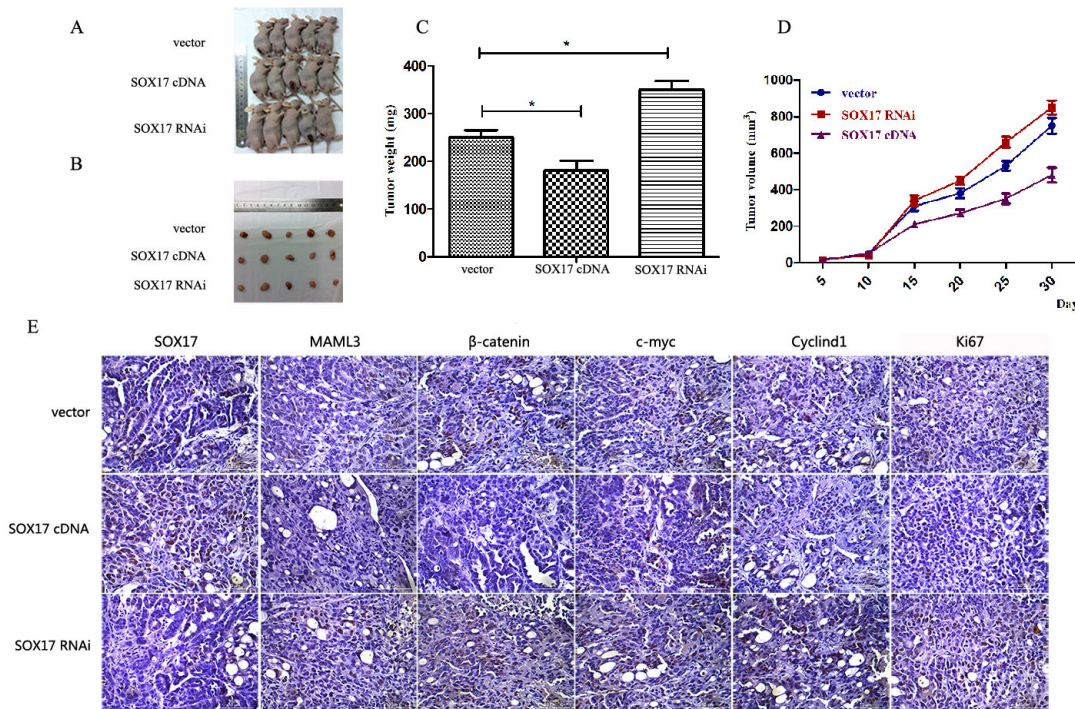 A
vector
SOX17 cDNA
SOX17 RNAi
B
vector
SOX17 cDNA
SOX17 RNAi
C
*
*
Tumor weight (mg)
400
300
200
100
0
vector
SOX17 cDNA
SOX17 RNAi
D
vector
SOX17 RNAi
SOX17 cDNA
Tumor volume (mm³)
1000
800
600
400
200
0
5
10
15
20
25
30
Day
E
SOX17
MAML3
β-catenin
c-myc
Cyclind1
Ki67
vector
SOX17 cDNA
SOX17 RNAi